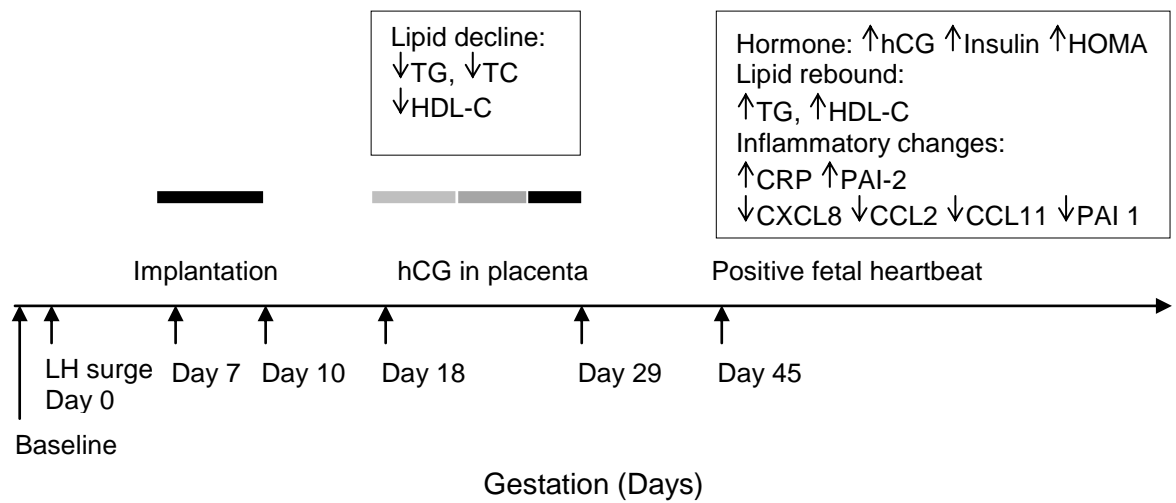 Lipid decline:
↓TG, ↓TC
↓HDL-C
Hormone: ↑hCG ↑Insulin ↑HOMA
Lipid rebound:
↑TG, ↑HDL-C
Inflammatory changes:
↑CRP ↑PAI-2
↓CXCL8 ↓CCL2 ↓CCL11 ↓PAI 1
Implantation
hCG in placenta
Positive fetal heartbeat
LH surge
Day 0
Day 7
Day 10
Day 18
Day 29
Day 45
Baseline
Gestation (Days)